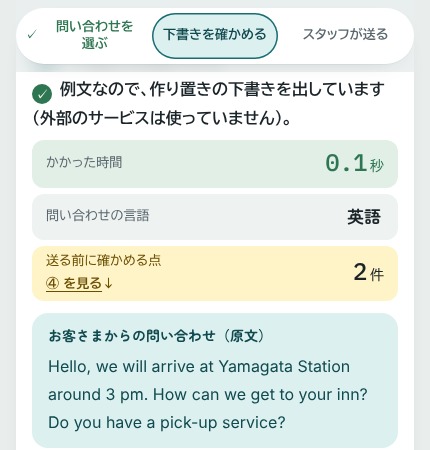 ✓ 問い合わせを
選ぶ
下書きを確かめる
スタッフが送る
✓ 例文なので、作り置きの下書きを出しています
（外部のサービスは使っていません）。
かかった時間
0.1秒
問い合わせの言語
英語
送る前に確かめる点
④ を見る↓
2件
お客さまからの問い合わせ（原文）
Hello, we will arrive at Yamagata Station
around 3 pm. How can we get to your inn?
Do you have a pick-up service?